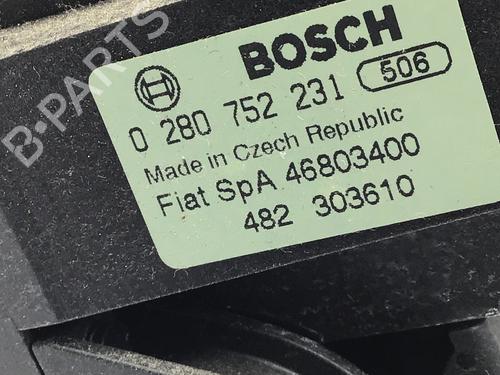 B-PARTS
BOSCH
0 280 752 231 506
Made in Czech Republic
Fiat SpA 46803400
482 303610